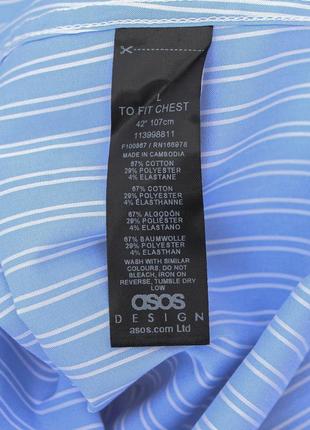 L
TO FIT CHEST
42" 107cm
113998811
F100867 / RN166978
MADE IN CAMBODIA
67% COTTON
29% POLYESTER
4% ELASTANE
67% COTON
29% POLYESTER
4% ELASTHANNE
67% ALGODÓN
29% POLIÉSTER
4% ELASTANO
67% BAUMWOLLE
29% POLYESTER
4% ELASTHAN
WASH WITH SIMILAR
COLOURS, DO NOT
BLEACH, IRON ON
REVERSE, TUMBLE DRY
LOW
asos
DESIGN
asos.com Ltd